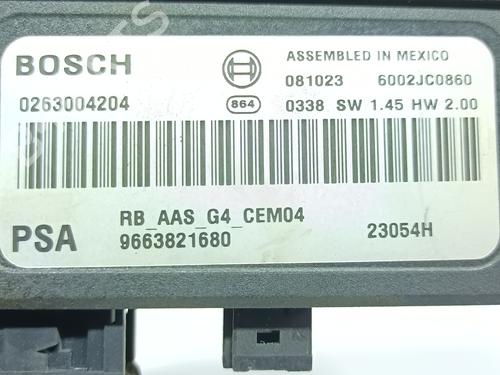 BOSCH
ASSEMBLED IN MEXICO
081023 6002JC0860
0263004204
864
0338 SW 1.45 HW 2.00
PSA
RB_AAS_G4_CEM04
9663821680
23054H